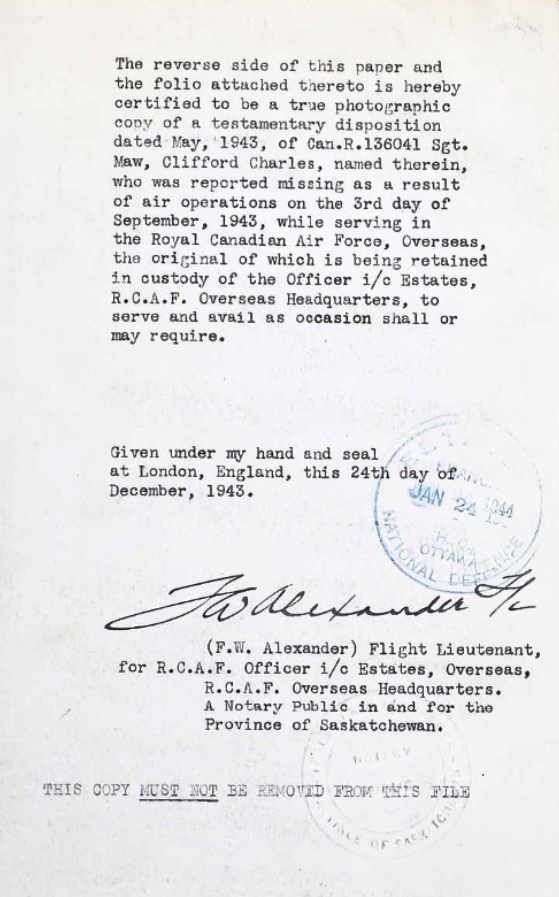 The reverse side of this paper and
the folio attached thereto is hereby
certified to be a true photographic
copy of a testamentary disposition
dated May, 1943, of Can.R.136041 Sgt.
Maw, Clifford Charles, named therein,
who was reported missing as a result
of air operations on the 3rd day of
September, 1943, while serving in
the Royal Canadian Air Force, Overseas,
the original of which is being retained
in custody of the Officer i/c Estates,
R.C.A.F. Overseas Headquarters, to
serve and avail as occasion shall or
may require.
Given under my hand and seal
at London, England, this 24th day of
December, 1943.
JAN 24 1944
OTTAWA
NATIONAL DEFENCE
FWAlexander F/L
(F.W. Alexander) Flight Lieutenant,
for R.C.A.F. Officer i/c Estates, Overseas,
R.C.A.F. Overseas Headquarters.
A Notary Public in and for the
Province of Saskatchewan.
NOTARY
THIS COPY MUST NOT BE REMOVED FROM THIS FILE